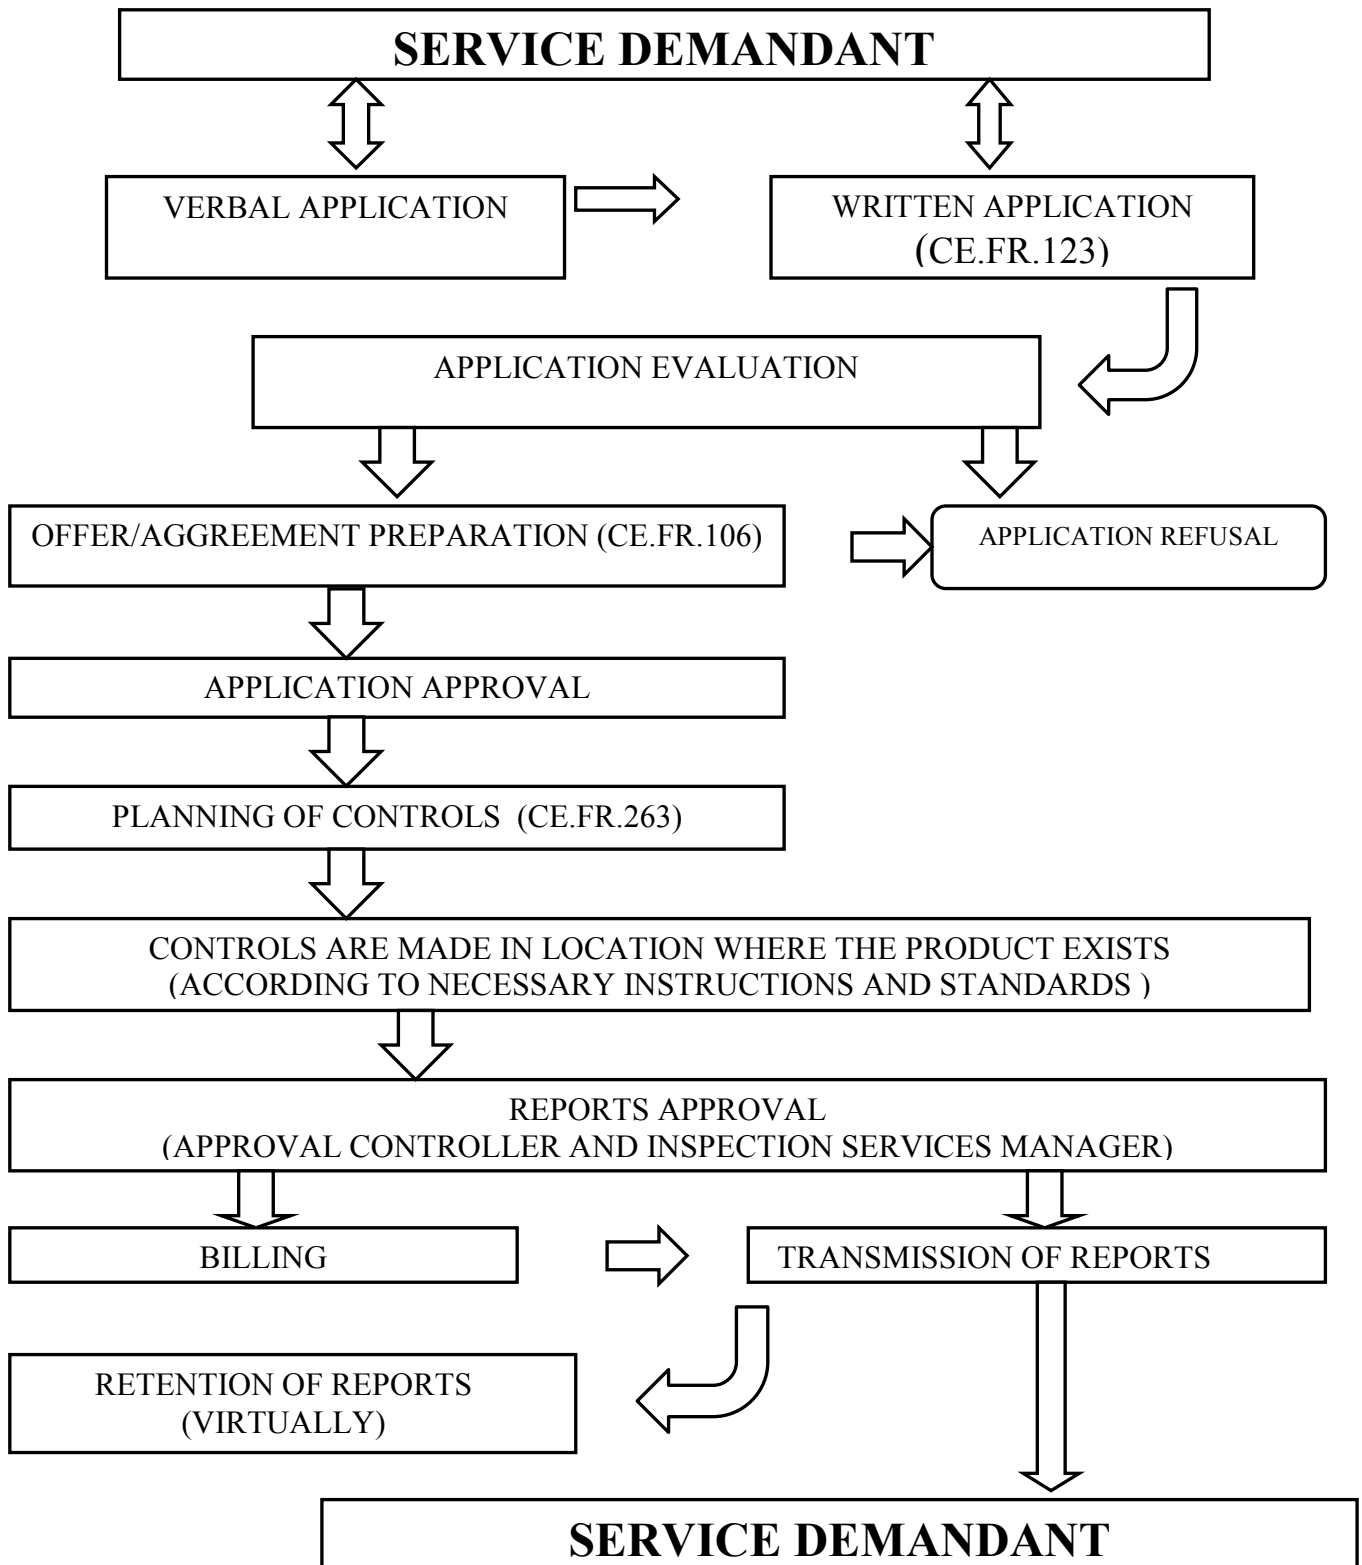 SERVICE DEMANDANT
VERBAL APPLICATION
WRITTEN APPLICATION
(CE.FR.123)
APPLICATION EVALUATION
OFFER/AGGREEMENT PREPARATION (CE.FR.106)
APPLICATION REFUSAL
APPLICATION APPROVAL
PLANNING OF CONTROLS (CE.FR.263)
CONTROLS ARE MADE IN LOCATION WHERE THE PRODUCT EXISTS
(ACCORDING TO NECESSARY INSTRUCTIONS AND STANDARDS )
REPORTS APPROVAL
(APPROVAL CONTROLLER AND INSPECTION SERVICES MANAGER)
BILLING
TRANSMISSION OF REPORTS
RETENTION OF REPORTS
(VIRTUALLY)
SERVICE DEMANDANT